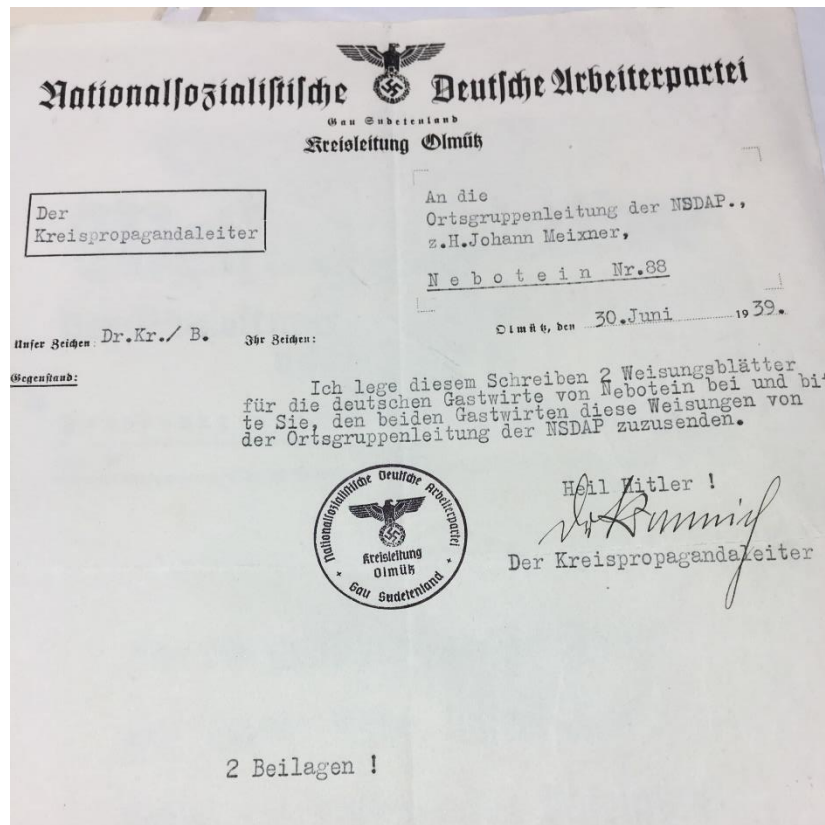 Nationalsozialistische Deutsche Arbeiterpartei
Gau Sudetenland
Kreisleitung Olmütz
Der
Kreispropagandaleiter
An die
Ortsgruppenleitung der NSDAP.,
z.H.Johann Meixner,
Nebotein Nr.88
Unser Zeichen: Dr.Kr./ B. Ihr Zeichen:
Olmütz, den 30.Juni 1939.
Gegenstand:
Ich lege diesem Schreiben 2 Weisungsblätter
für die deutschen Gastwirte von Nebotein bei und bit
te Sie, den beiden Gastwirten diese Weisungen von
der Ortsgruppenleitung der NSDAP zuzusenden.
Heil Hitler !
Der Kreispropagandaleiter
Nationalsozialistische Deutsche Arbeiterpartei
Kreisleitung
Olmütz
+ Gau Sudetenland +
2 Beilagen !